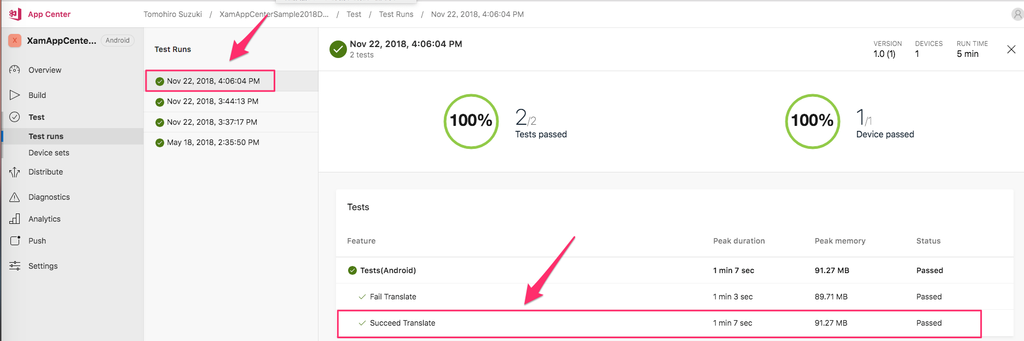 App Center
Tomohiro Suzuki / XamAppCenterSample2018D... / Test / Test Runs / Nov 22, 2018, 4:06:04 PM
X XamAppCente... Android
Overview
Build
Test
Test runs
Device sets
Distribute
Diagnostics
Analytics
Push
Settings
Test Runs
Nov 22, 2018, 4:06:04 PM
Nov 22, 2018, 3:44:13 PM
Nov 22, 2018, 3:37:17 PM
May 18, 2018, 2:35:50 PM
Nov 22, 2018, 4:06:04 PM
2 tests
VERSION DEVICES RUN TIME
1.0 (1) 1 5 min
100% 2/2 100% 1/1
Tests passed Device passed
Tests
Feature Peak duration Peak memory Status
Tests(Android) 1 min 7 sec 91.27 MB Passed
Fail Translate 1 min 3 sec 89.71 MB Passed
Succeed Translate 1 min 7 sec 91.27 MB Passed